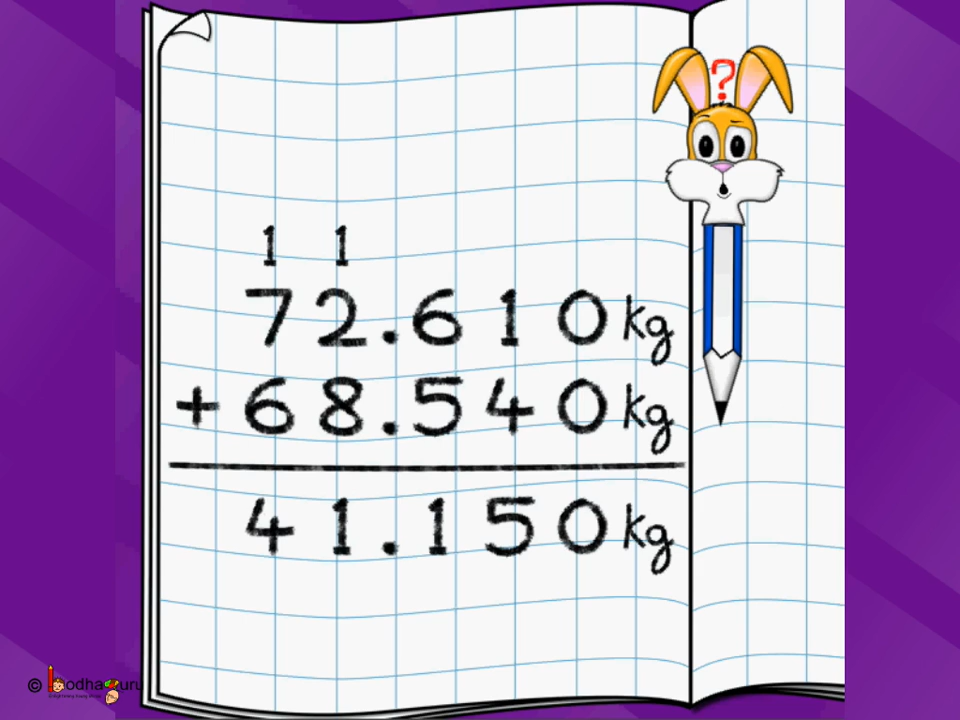 ?
1 1
72.610 kg
+ 68.540 kg
41.150 kg
© bodhaguru